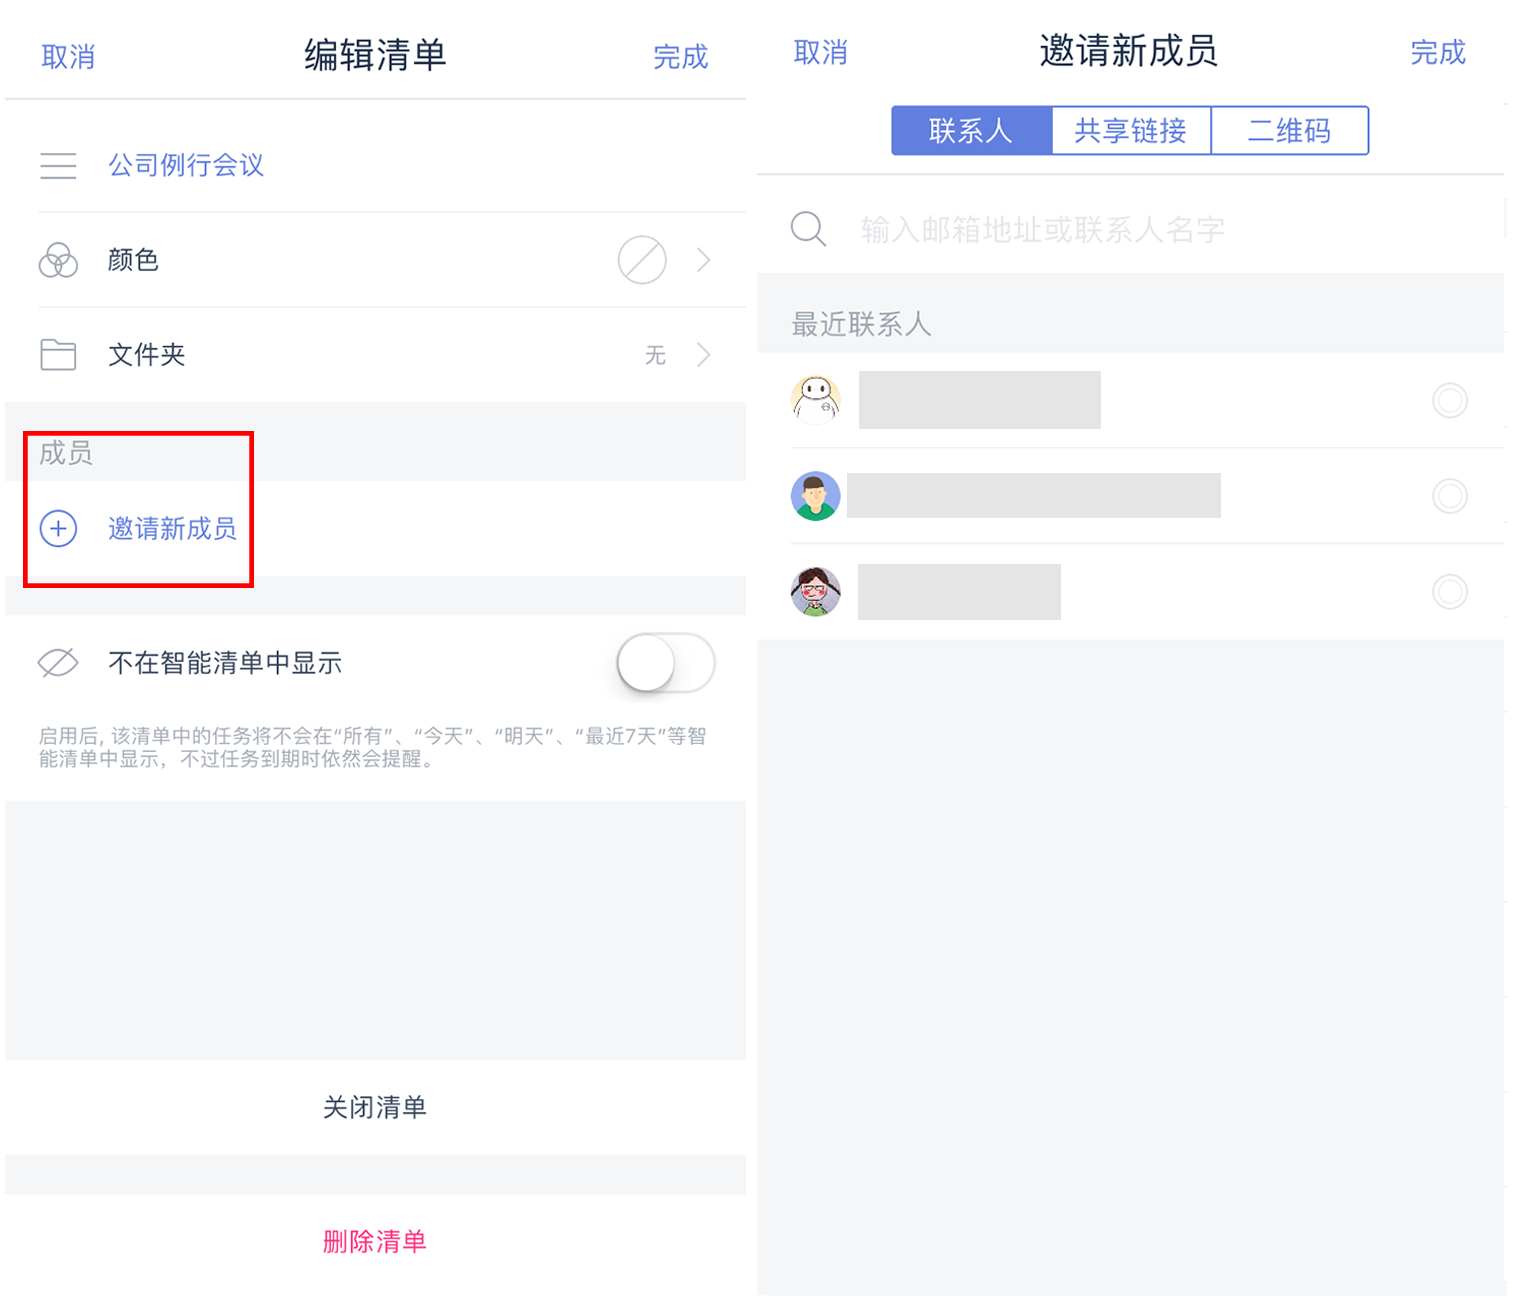 取消
编辑清单
完成
公司例行会议
颜色
文件夹
无
成员
邀请新成员
不在智能清单中显示
启用后, 该清单中的任务将不会在“所有”、“今天”、“明天”、“最近7天”等智
能清单中显示，不过任务到期时依然会提醒。
关闭清单
删除清单
取消
邀请新成员
完成
联系人
共享链接
二维码
输入邮箱地址或联系人名字
最近联系人